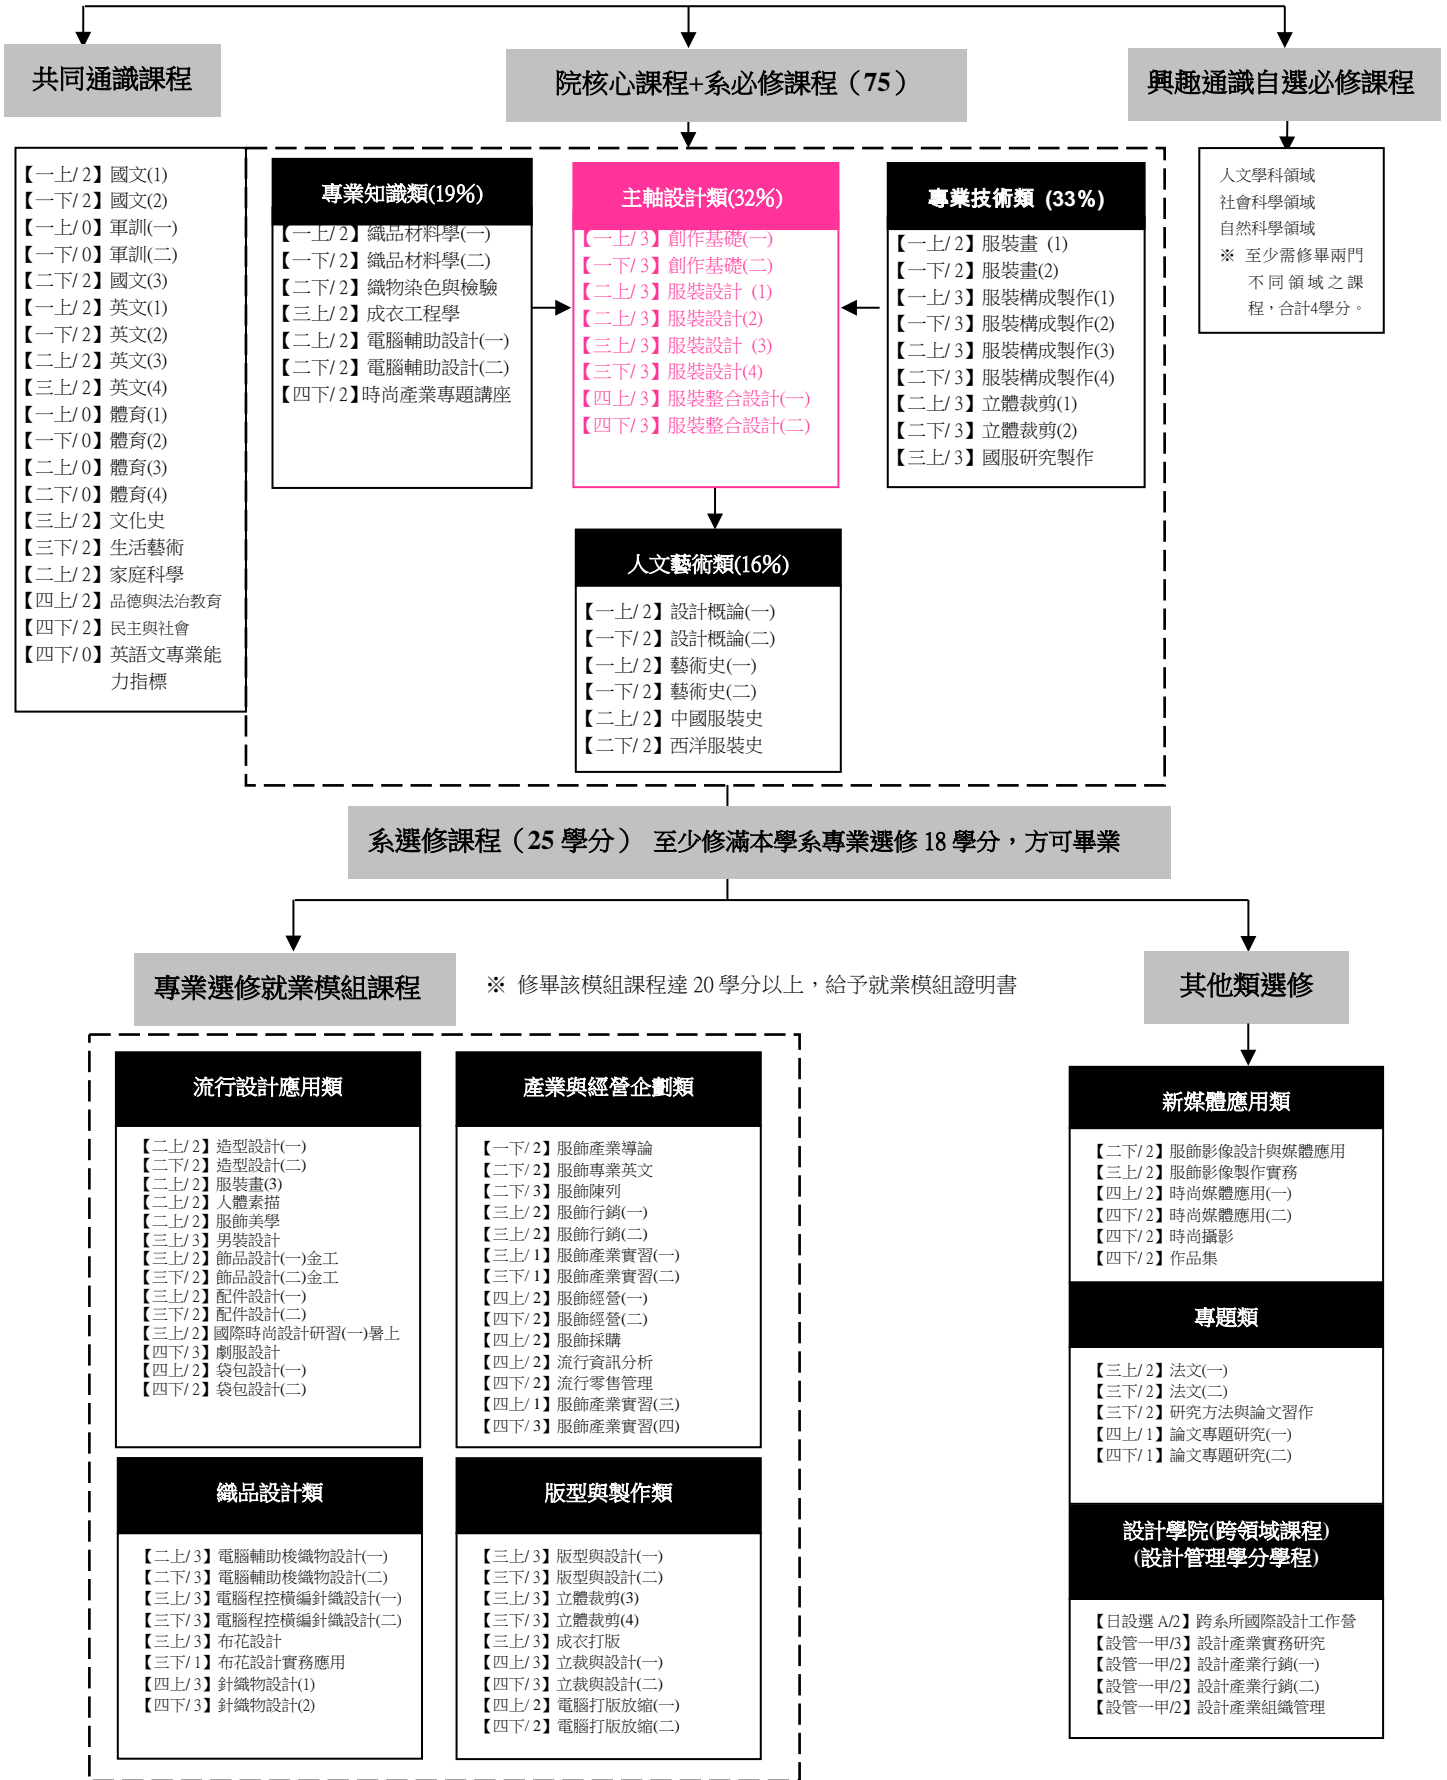 共同通識課程
院核心課程+系必修課程（75）
興趣通識自選必修課程
【一上/ 2】國文(1)
【一下/ 2】國文(2)
【一上/ 0】軍訓(一)
【一下/ 0】軍訓(二)
【二下/ 2】國文(3)
【一上/ 2】英文(1)
【一下/ 2】英文(2)
【二上/ 2】英文(3)
【三上/ 2】英文(4)
【一上/ 0】體育(1)
【一下/ 0】體育(2)
【二上/ 0】體育(3)
【二下/ 0】體育(4)
【三上/ 2】文化史
【三下/ 2】生活藝術
【二上/ 2】家庭科學
【四上/ 2】品德與法治教育
【四下/ 2】民主與社會
【四下/ 0】英語文專業能
力指標
專業知識類(19%)
【一上/ 2】織品材料學(一)
【一下/ 2】織品材料學(二)
【二下/ 2】織物染色與檢驗
【三上/ 2】成衣工程學
【二上/ 2】電腦輔助設計(一)
【二下/ 2】電腦輔助設計(二)
【四下/ 2】時尚產業專題講座
主軸設計類(32%)
【一上/ 3】創作基礎(一)
【一下/ 3】創作基礎(二)
【二上/ 3】服裝設計 (1)
【二上/ 3】服裝設計(2)
【三上/ 3】服裝設計 (3)
【三下/ 3】服裝設計(4)
【四上/ 3】服裝整合設計(一)
【四下/ 3】服裝整合設計(二)
專業技術類 (33%)
【一上/ 2】服裝畫 (1)
【一下/ 2】服裝畫(2)
【一上/ 3】服裝構成製作(1)
【一下/ 3】服裝構成製作(2)
【二上/ 3】服裝構成製作(3)
【二下/ 3】服裝構成製作(4)
【二上/ 3】立體裁剪(1)
【二下/ 3】立體裁剪(2)
【三上/ 3】國服研究製作
人文學科領域
社會科學領域
自然科學領域
※ 至少需修畢兩門
不同領域之課
程，合計4學分。
人文藝術類(16%)
【一上/ 2】設計概論(一)
【一下/ 2】設計概論(二)
【一上/ 2】藝術史(一)
【一下/ 2】藝術史(二)
【二上/ 2】中國服裝史
【二下/ 2】西洋服裝史
系選修課程（25 學分） 至少修滿本學系專業選修 18 學分，方可畢業
專業選修就業模組課程
※ 修畢該模組課程達 20 學分以上，給予就業模組證明書
其他類選修
流行設計應用類
【二上/ 2】造型設計(一)
【二下/ 2】造型設計(二)
【二上/ 2】服裝畫(3)
【二上/ 2】人體素描
【二上/ 2】服飾美學
【三上/ 3】男裝設計
【三上/ 2】飾品設計(一)金工
【三下/ 2】飾品設計(二)金工
【三上/ 2】配件設計(一)
【三下/ 2】配件設計(二)
【三上/ 2】國際時尚設計研習(一)暑上
【四下/ 3】劇服設計
【四上/ 2】袋包設計(一)
【四下/ 2】袋包設計(二)
產業與經營企劃類
【一下/ 2】服飾產業導論
【二下/ 2】服飾專業英文
【二下/ 3】服飾陳列
【三上/ 2】服飾行銷(一)
【三上/ 2】服飾行銷(二)
【三上/ 1】服飾產業實習(一)
【三下/ 1】服飾產業實習(二)
【四上/ 2】服飾經營(一)
【四下/ 2】服飾經營(二)
【四上/ 2】服飾採購
【四上/ 2】流行資訊分析
【四下/ 2】流行零售管理
【四上/ 1】服飾產業實習(三)
【四下/ 3】服飾產業實習(四)
織品設計類
【二上/ 3】電腦輔助梭織物設計(一)
【二下/ 3】電腦輔助梭織物設計(二)
【三上/ 3】電腦程控橫編針織設計(一)
【三下/ 3】電腦程控橫編針織設計(二)
【三上/ 3】布花設計
【三下/ 1】布花設計實務應用
【四上/ 3】針織物設計(1)
【四下/ 3】針織物設計(2)
版型與製作類
【三上/ 3】版型與設計(一)
【三下/ 3】版型與設計(二)
【三上/ 3】立體裁剪(3)
【三下/ 3】立體裁剪(4)
【三上/ 3】成衣打版
【四上/ 3】立裁與設計(一)
【四下/ 3】立裁與設計(二)
【四上/ 2】電腦打版放縮(一)
【四下/ 2】電腦打版放縮(二)
新媒體應用類
【二下/ 2】服飾影像設計與媒體應用
【三上/ 2】服飾影像製作實務
【四上/ 2】時尚媒體應用(一)
【四下/ 2】時尚媒體應用(二)
【四下/ 2】時尚攝影
【四下/ 2】作品集
專題類
【三上/ 2】法文(一)
【三下/ 2】法文(二)
【三下/ 2】研究方法與論文習作
【四上/ 1】論文專題研究(一)
【四下/ 1】論文專題研究(二)
設計學院(跨領域課程)
(設計管理學分學程)
【日設選 A/2】跨系所國際設計工作營
【設管一甲/3】設計產業實務研究
【設管一甲/2】設計產業行銷(一)
【設管一甲/2】設計產業行銷(二)
【設管一甲/2】設計產業組織管理